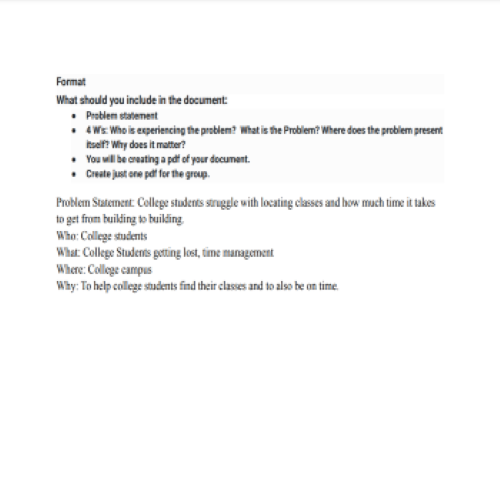 Format
What should you include in the document:
• Problem statement
• 4 W's: Who is experiencing the problem? What is the Problem? Where does the problem present
itself? Why does it matter?
• You will be creating a pdf of your document.
• Create just one pdf for the group.
Problem Statement: College students struggle with locating classes and how much time it takes
to get from building to building.
Who: College students
What: College Students getting lost, time management
Where: College campus
Why: To help college students find their classes and to also be on time.